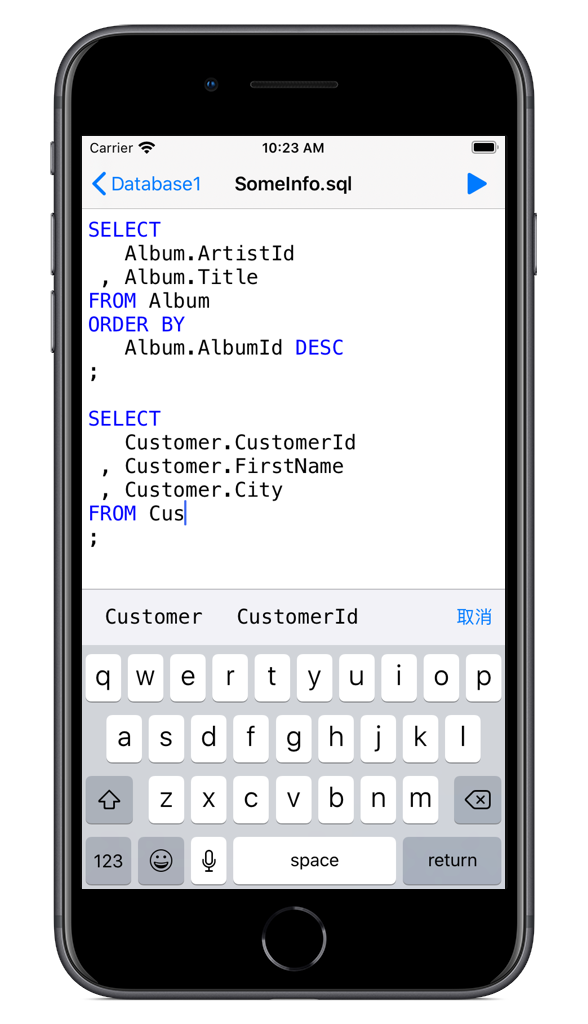 Carrier 10:23 AM
Database1 SomeInfo.sql
SELECT
   Album.ArtistId
 , Album.Title
FROM Album
ORDER BY
   Album.AlbumId DESC
;

SELECT
   Customer.CustomerId
 , Customer.FirstName
 , Customer.City
FROM Cus
;
Customer CustomerId 取消
q w e r t y u i o p
a s d f g h j k l
z x c v b n m
123 space return